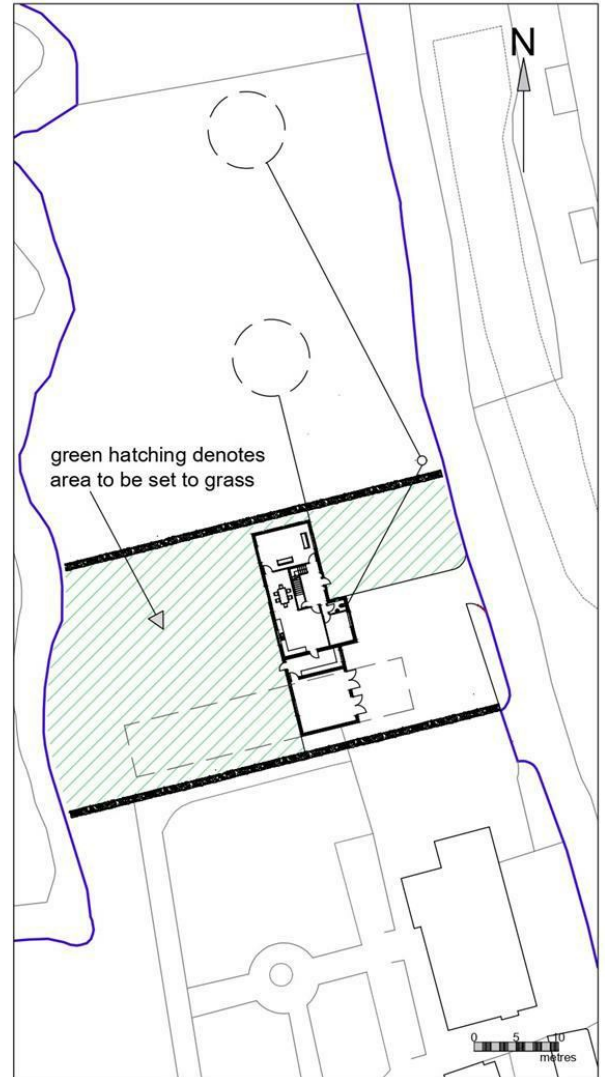 N
green hatching denotes
area to be set to grass
0 5 10
metres